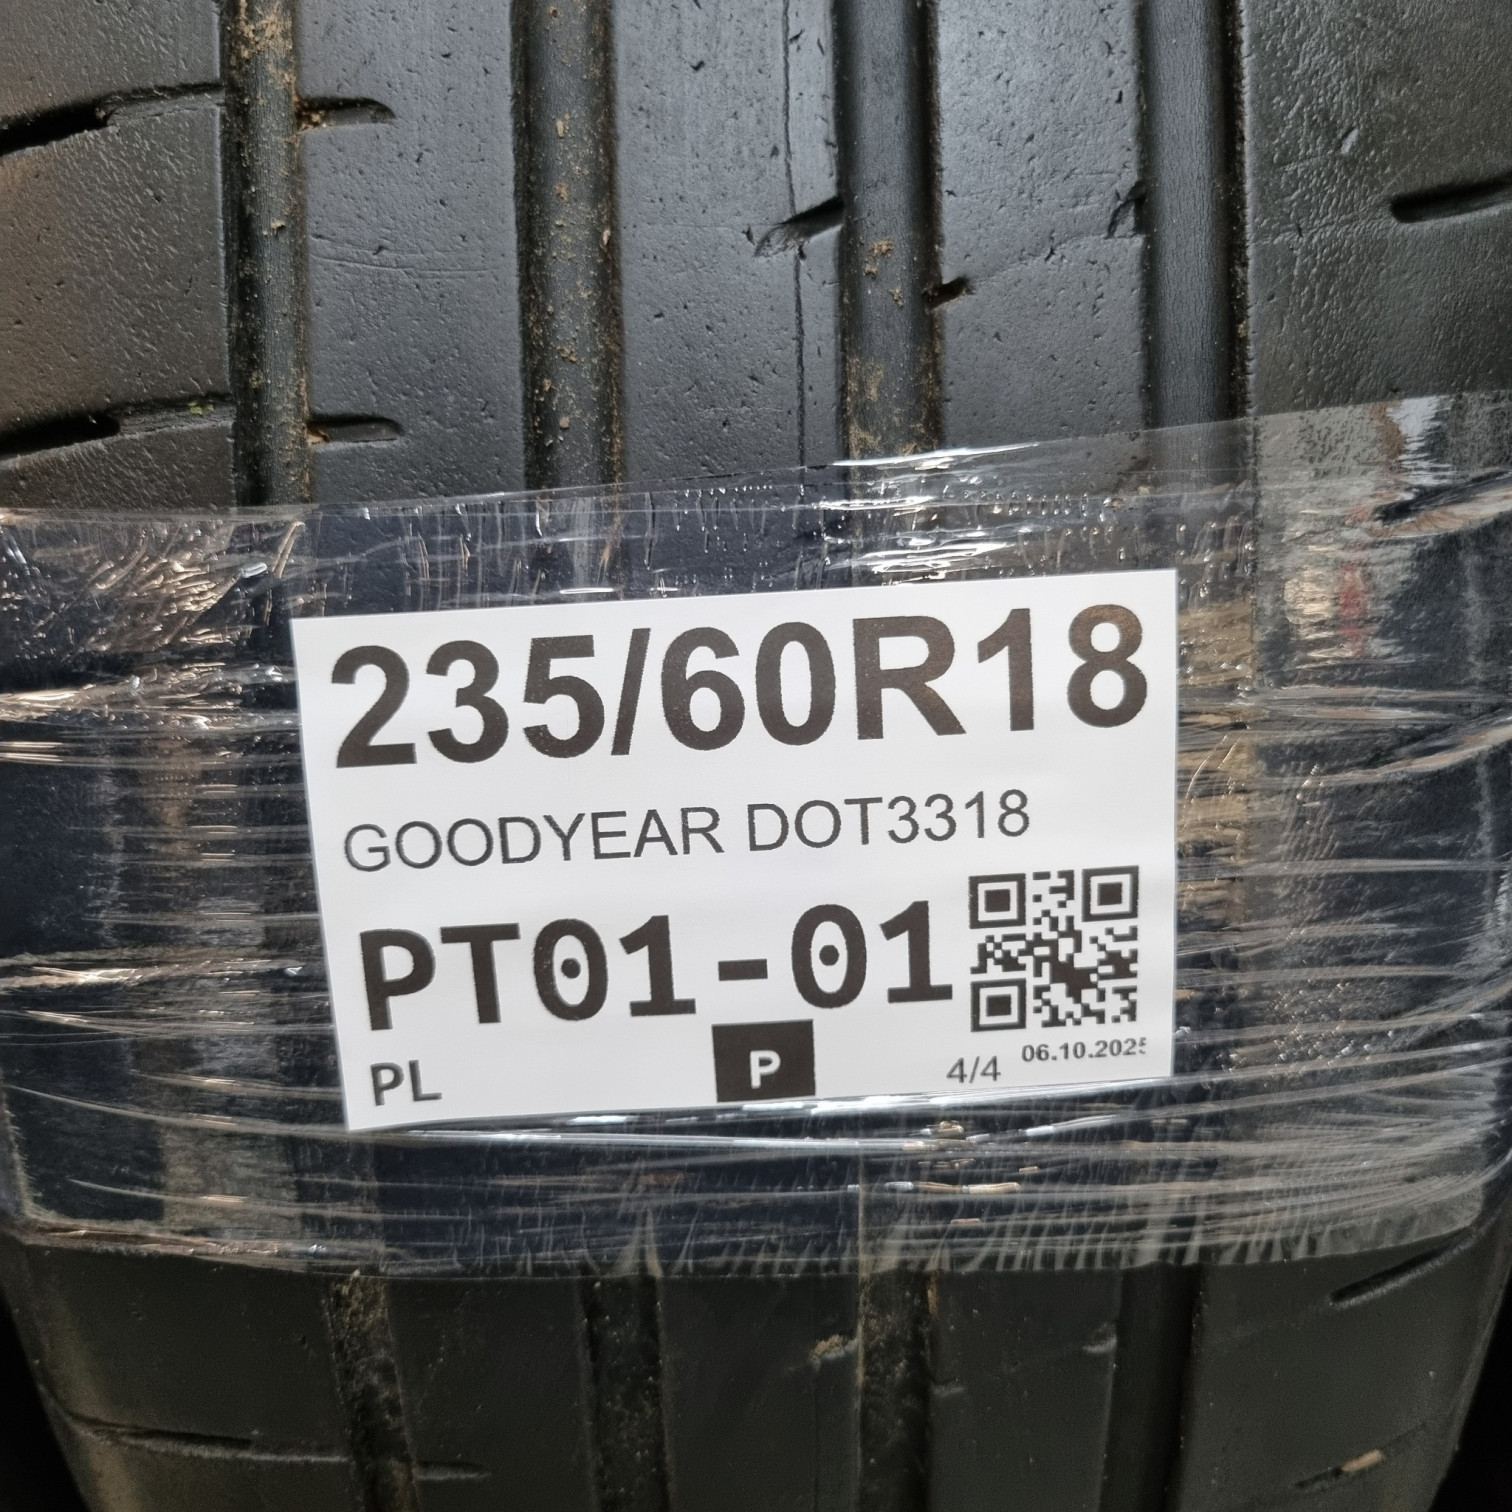 235/60R18
GOODYEAR DOT3318
PT01-01
PL
P
4/4
06.10.2025